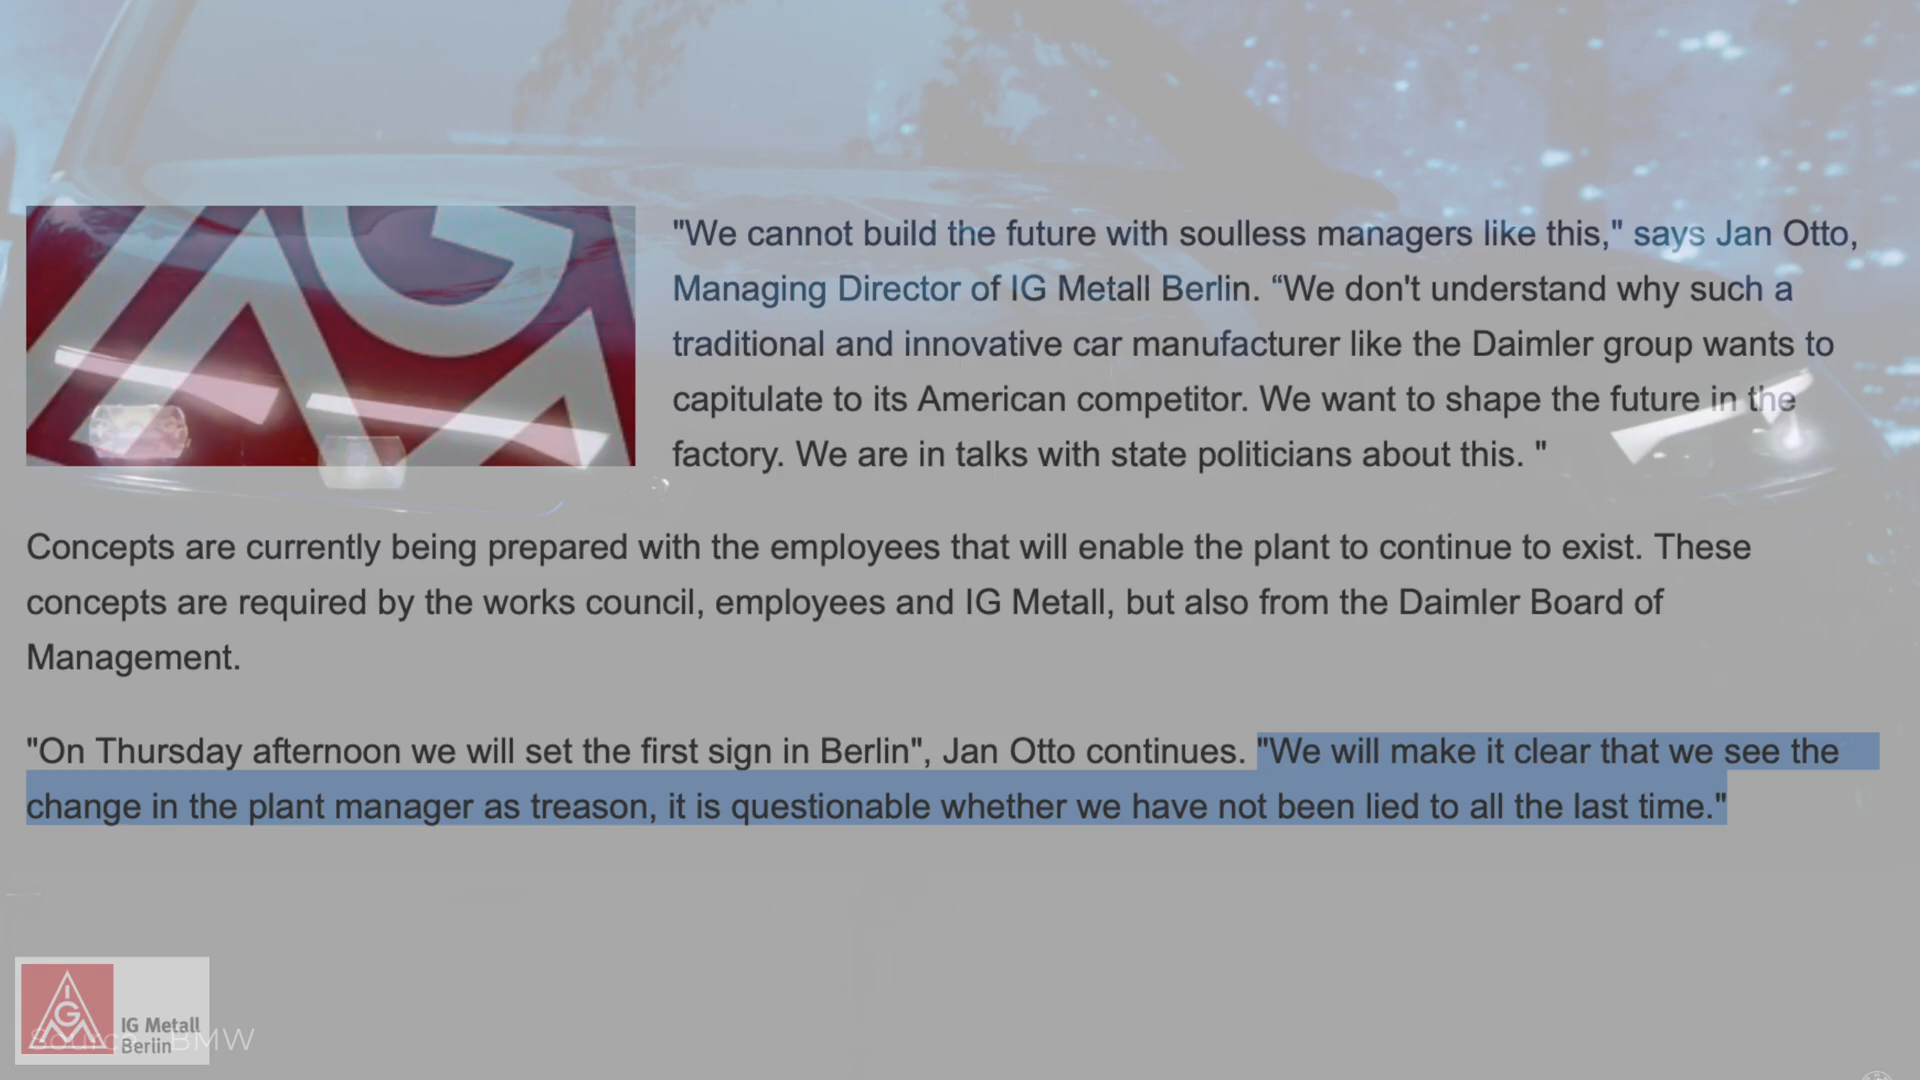 "We cannot build the future with soulless managers like this," says Jan Otto,
Managing Director of IG Metall Berlin. “We don't understand why such a
traditional and innovative car manufacturer like the Daimler group wants to
capitulate to its American competitor. We want to shape the future in the
factory. We are in talks with state politicians about this. "
Concepts are currently being prepared with the employees that will enable the plant to continue to exist. These
concepts are required by the works council, employees and IG Metall, but also from the Daimler Board of
Management.
"On Thursday afternoon we will set the first sign in Berlin", Jan Otto continues. "We will make it clear that we see the
change in the plant manager as treason, it is questionable whether we have not been lied to all the last time."
IGM
IG Metall
Berlin
Source: BMW